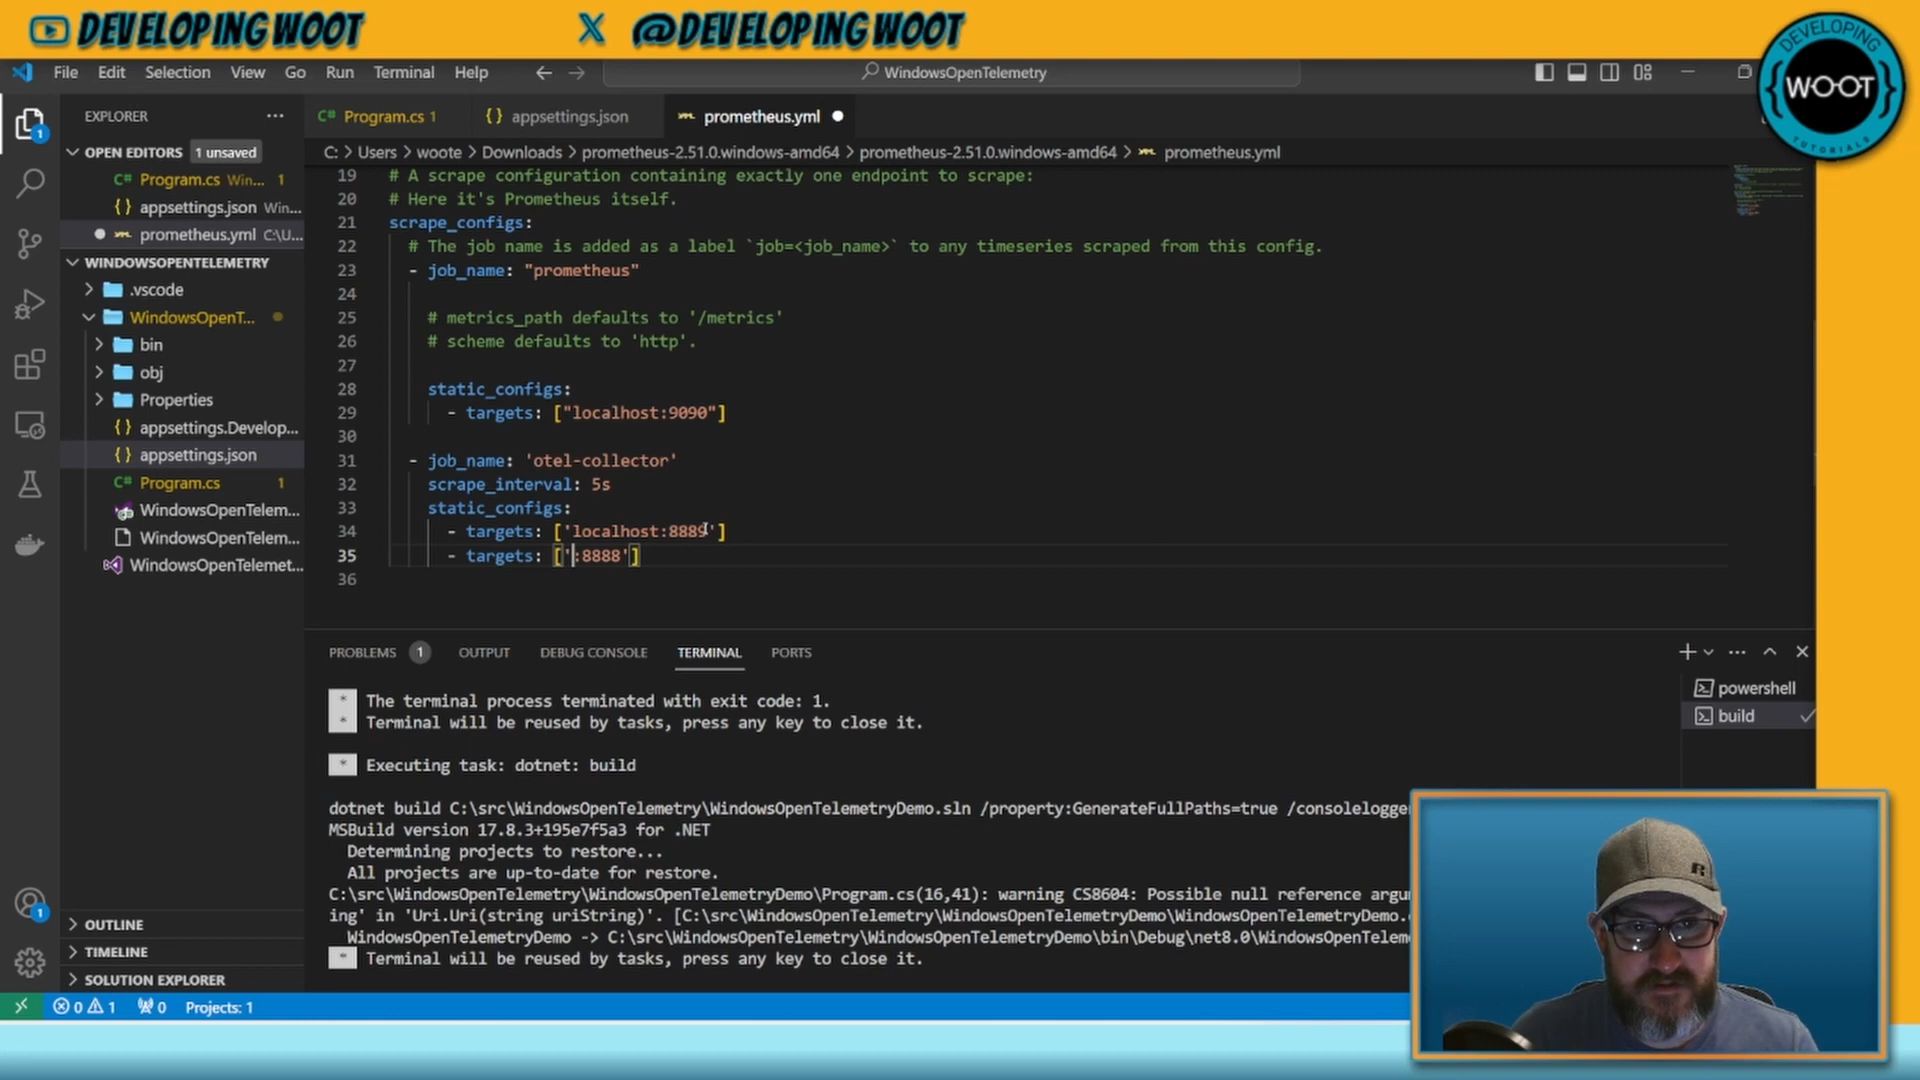 DEVELOPINGWOOT
@DEVELOPINGWOOT
DEVELOPING
WOOT
TUTORIALS
File Edit Selection View Go Run Terminal Help
WindowsOpenTelemetry
EXPLORER
Program.cs 1
appsettings.json
prometheus.yml
OPEN EDITORS 1 unsaved
C: > Users > woote > Downloads > prometheus-2.51.0.windows-amd64 > prometheus-2.51.0.windows-amd64 > prometheus.yml
Program.cs Win... 1
appsettings.json Win...
prometheus.yml C:\U...
WINDOWSOPENTELEMETRY
.vscode
WindowsOpenT...
bin
obj
Properties
appsettings.Develop...
appsettings.json
Program.cs 1
WindowsOpenTelem...
WindowsOpenTelem...
WindowsOpenTelemet...
OUTLINE
TIMELINE
SOLUTION EXPLORER
19 # A scrape configuration containing exactly one endpoint to scrape:
20 # Here it's Prometheus itself.
21 scrape_configs:
22 # The job name is added as a label `job=<job_name>` to any timeseries scraped from this config.
23 - job_name: "prometheus"
24
25 # metrics_path defaults to '/metrics'
26 # scheme defaults to 'http'.
27
28 static_configs:
29 - targets: ["localhost:9090"]
30
31 - job_name: 'otel-collector'
32 scrape_interval: 5s
33 static_configs:
34 - targets: ['localhost:8889']
35 - targets: [':8888']
36
PROBLEMS 1 OUTPUT DEBUG CONSOLE TERMINAL PORTS
powershell
build
* The terminal process terminated with exit code: 1.
* Terminal will be reused by tasks, press any key to close it.
* Executing task: dotnet: build
dotnet build C:\src\WindowsOpenTelemetry\WindowsOpenTelemetryDemo.sln /property:GenerateFullPaths=true /consolelogger
MSBuild version 17.8.3+195e7f5a3 for .NET
Determining projects to restore...
All projects are up-to-date for restore.
C:\src\WindowsOpenTelemetry\WindowsOpenTelemetryDemo\Program.cs(16,41): warning CS8604: Possible null reference argu
ing' in 'Uri.Uri(string uriString)'. [C:\src\WindowsOpenTelemetry\WindowsOpenTelemetryDemo\WindowsOpenTelemetryDemo.
WindowsOpenTelemetryDemo -> C:\src\WindowsOpenTelemetry\WindowsOpenTelemetryDemo\bin\Debug\net8.0\WindowsOpenTeleme
* Terminal will be reused by tasks, press any key to close it.
0 1 0 Projects: 1